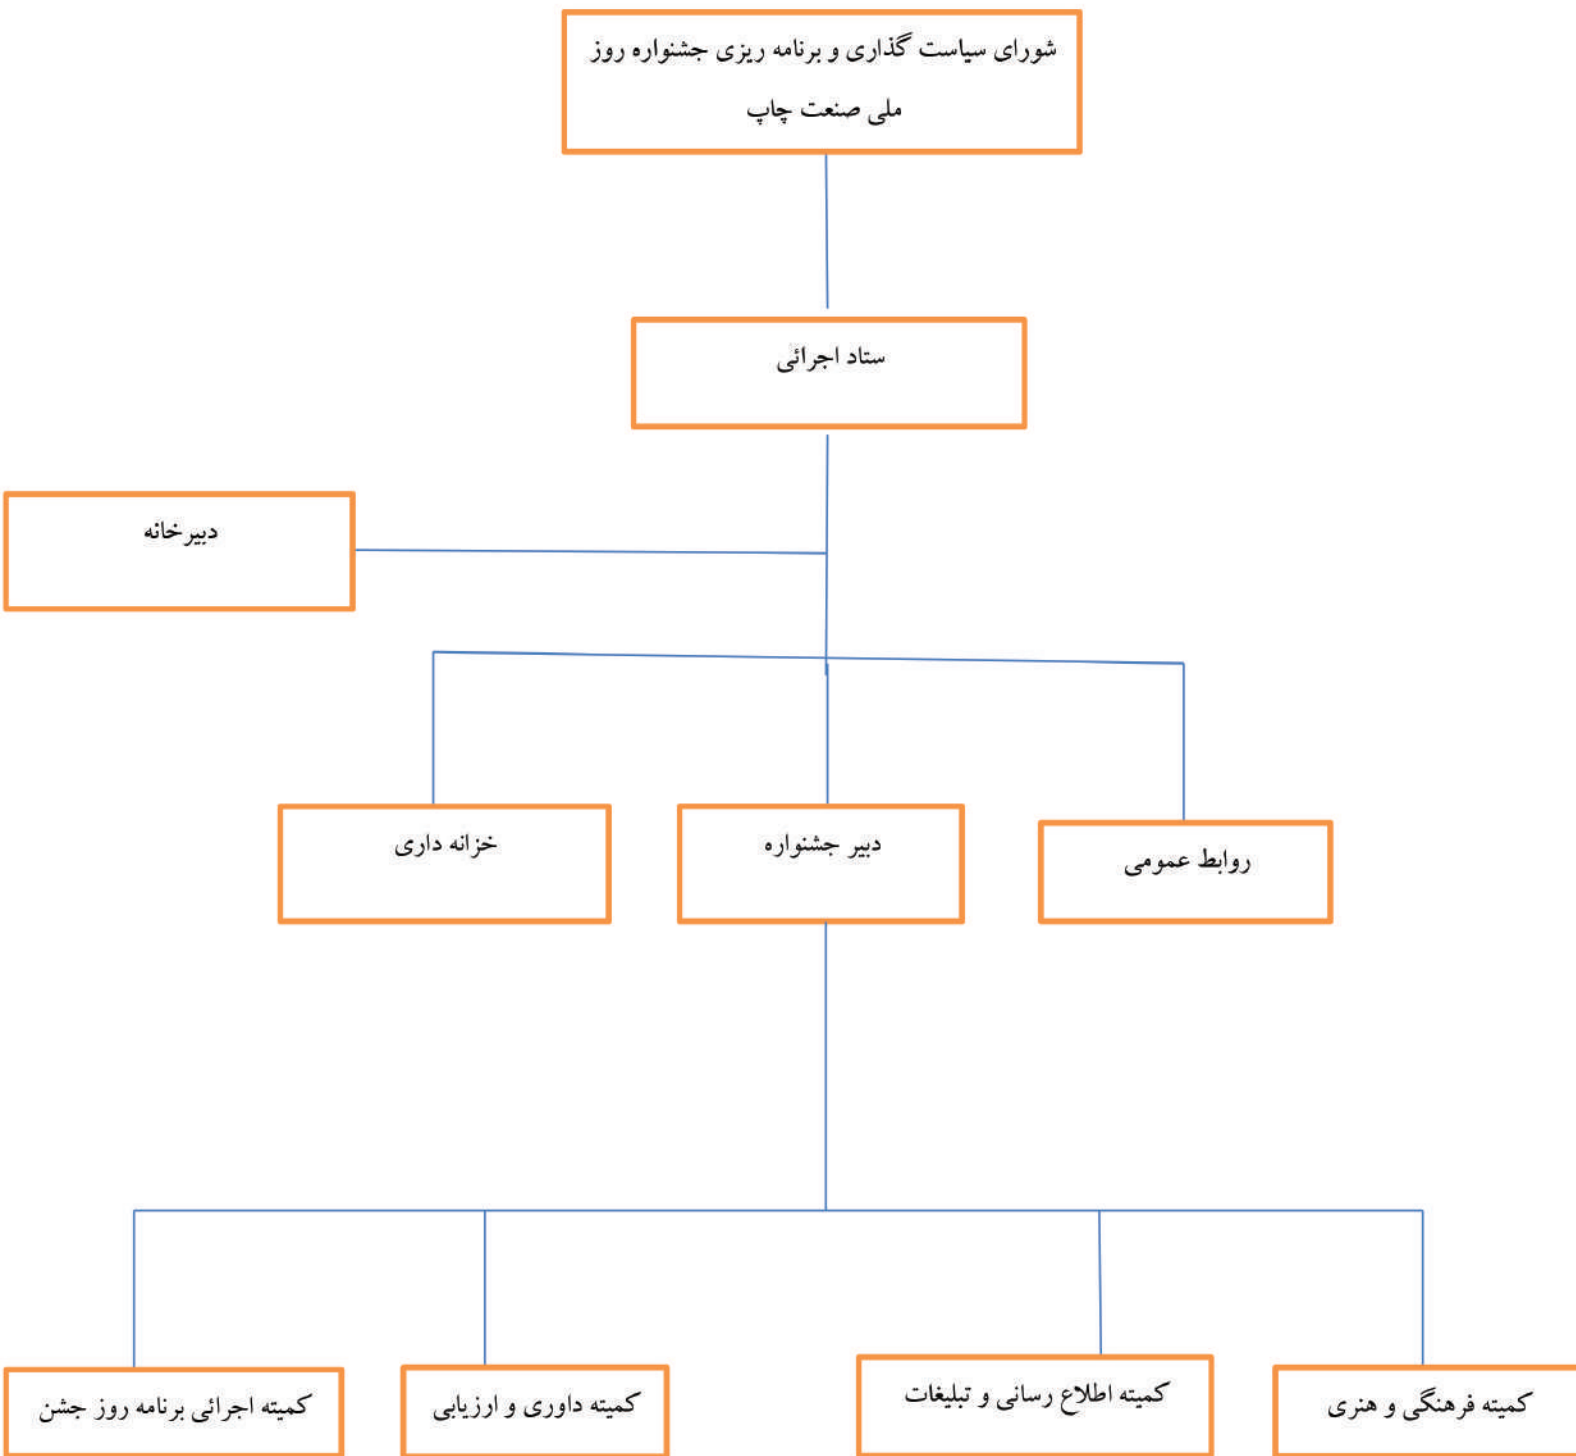 شورای سیاست گذاری و برنامه ریزی جشنواره روز
ملی صنعت چاپ
ستاد اجرائی
دبیرخانه
روابط عمومی
دبیر جشنواره
خزانه داری
کمیته فرهنگی و هنری
کمیته اطلاع رسانی و تبلیغات
کمیته داوری و ارزیابی
کمیته اجرائی برنامه روز جشن